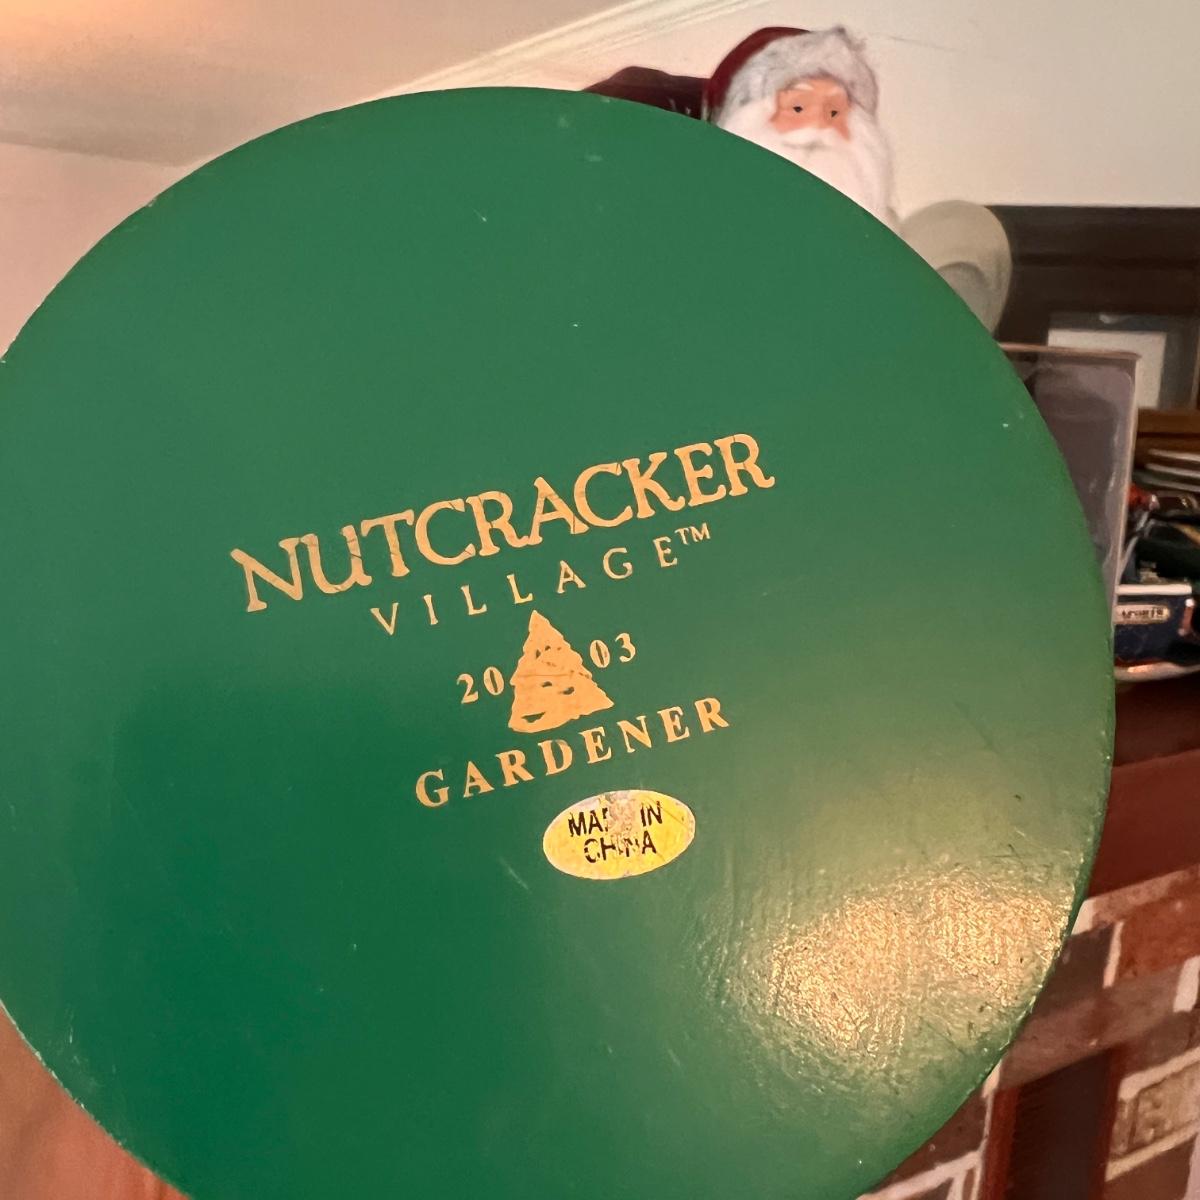 NUTCRACKER
VILLAGE™
20 03
GARDENER
MADE IN
CHINA